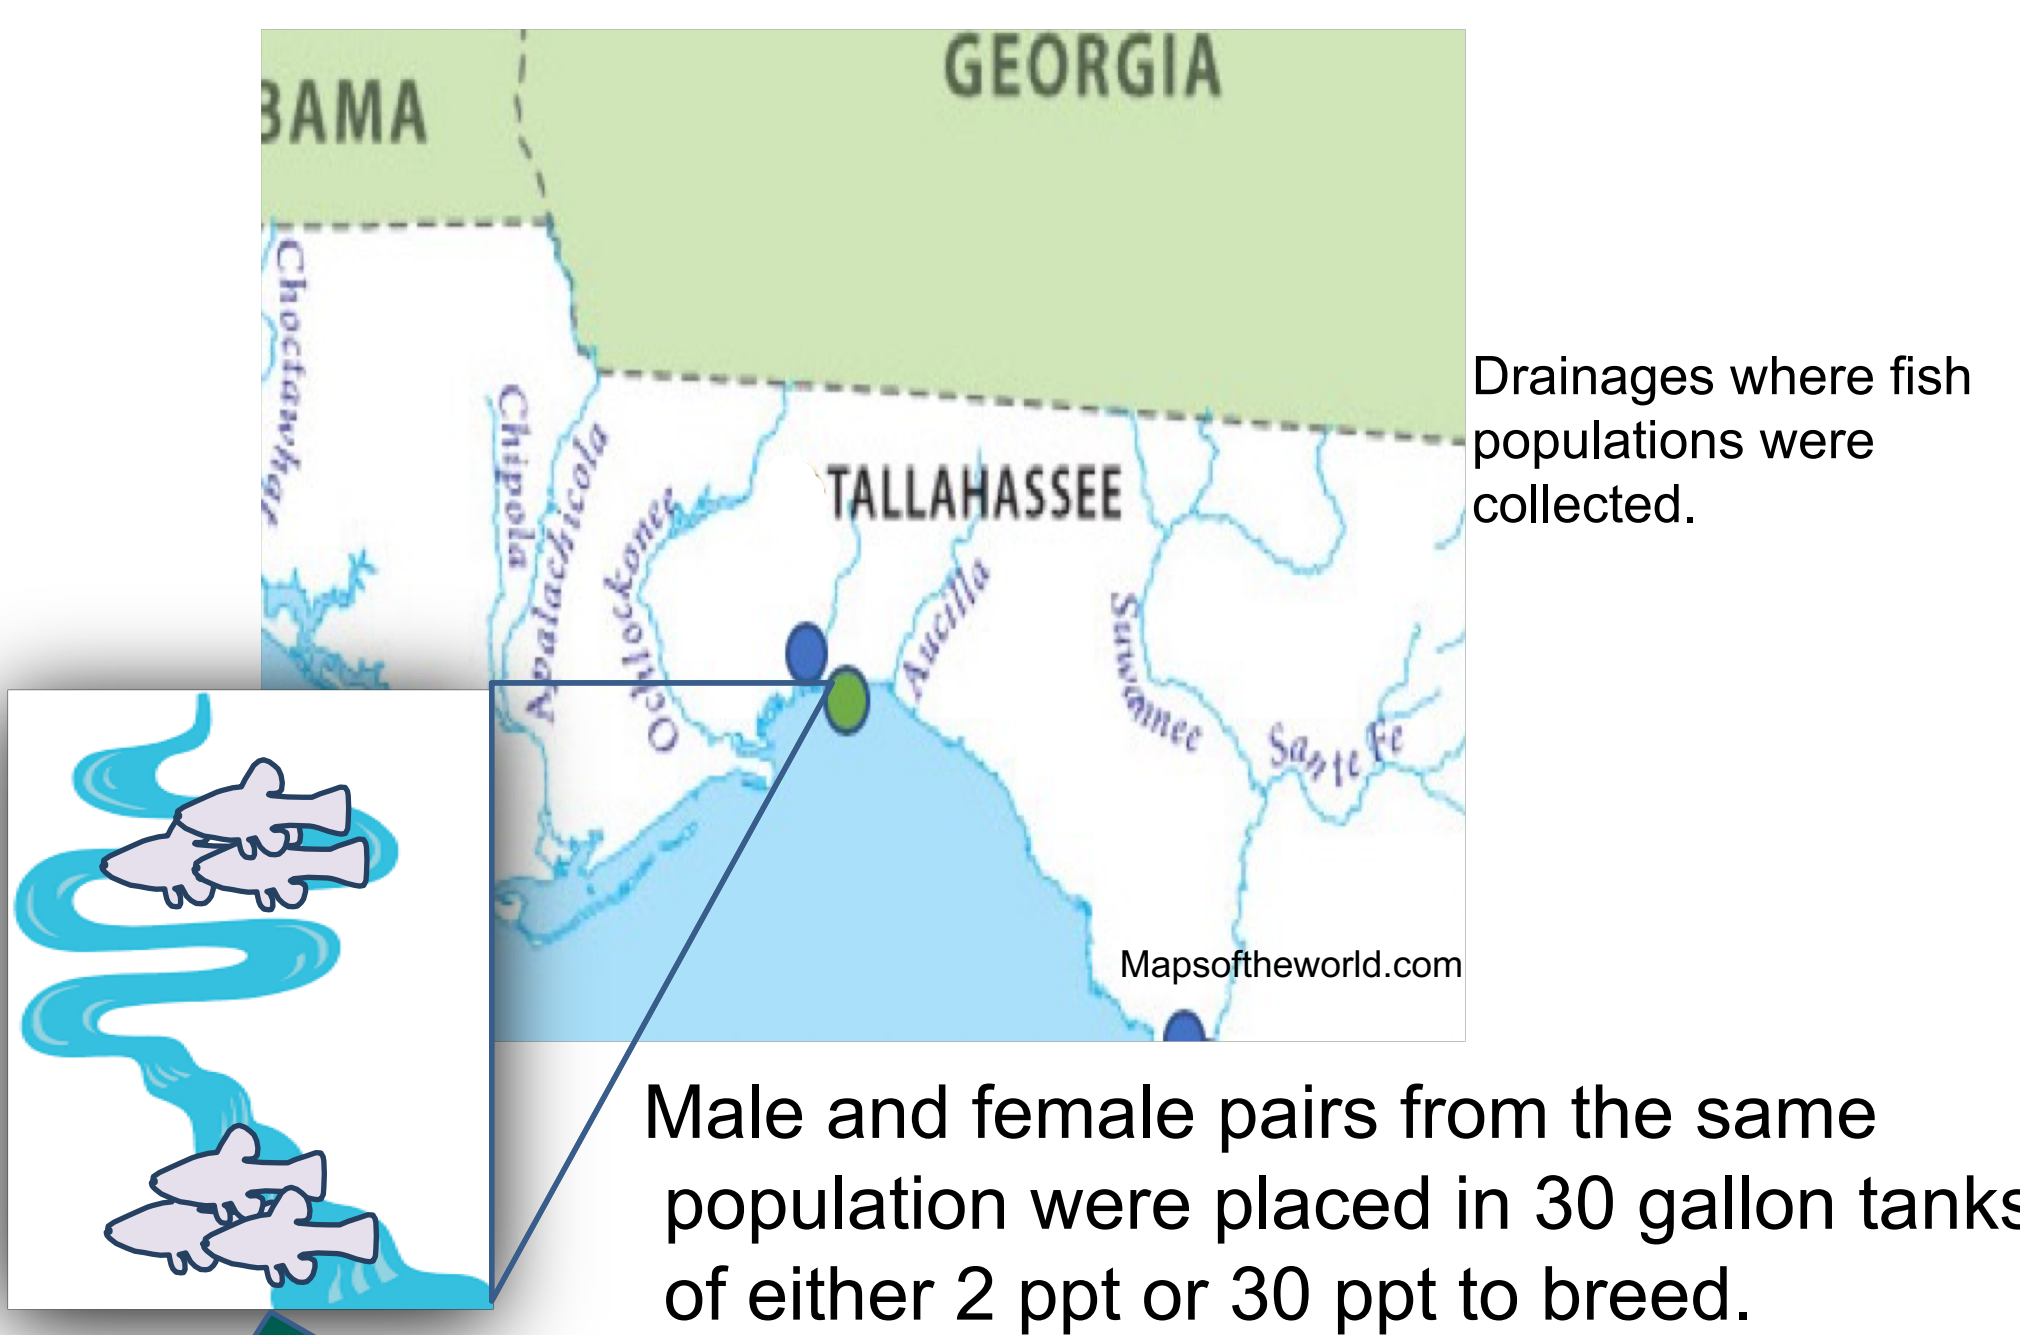 GEORGIA
BAMA
Choctawhat
Chipola
Apalachicola
Ochlockonee
TALLAHASSEE
Aucilla
Suwannee
Sante Fe
Mapsoftheworld.com
Drainages where fish
populations were
collected.
Male and female pairs from the same
population were placed in 30 gallon tanks
of either 2 ppt or 30 ppt to breed.